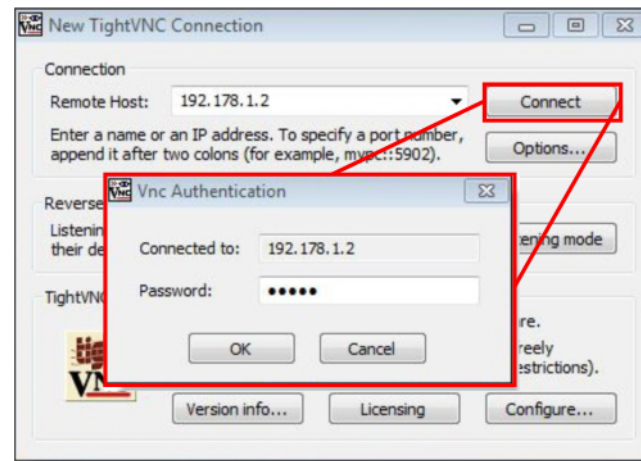 New TightVNC Connection
Connection
Remote Host: 192.178.1.2 Connect
Enter a name or an IP address. To specify a port number,
append it after two colons (for example, mypc::5902). Options...
Vnc Authentication
Reverse
Listenin
their de
Connected to: 192.178.1.2
Password: •••••
OK Cancel
tening mode
TightVN
re.
reely
estrictions).
VNC
Version info... Licensing Configure...